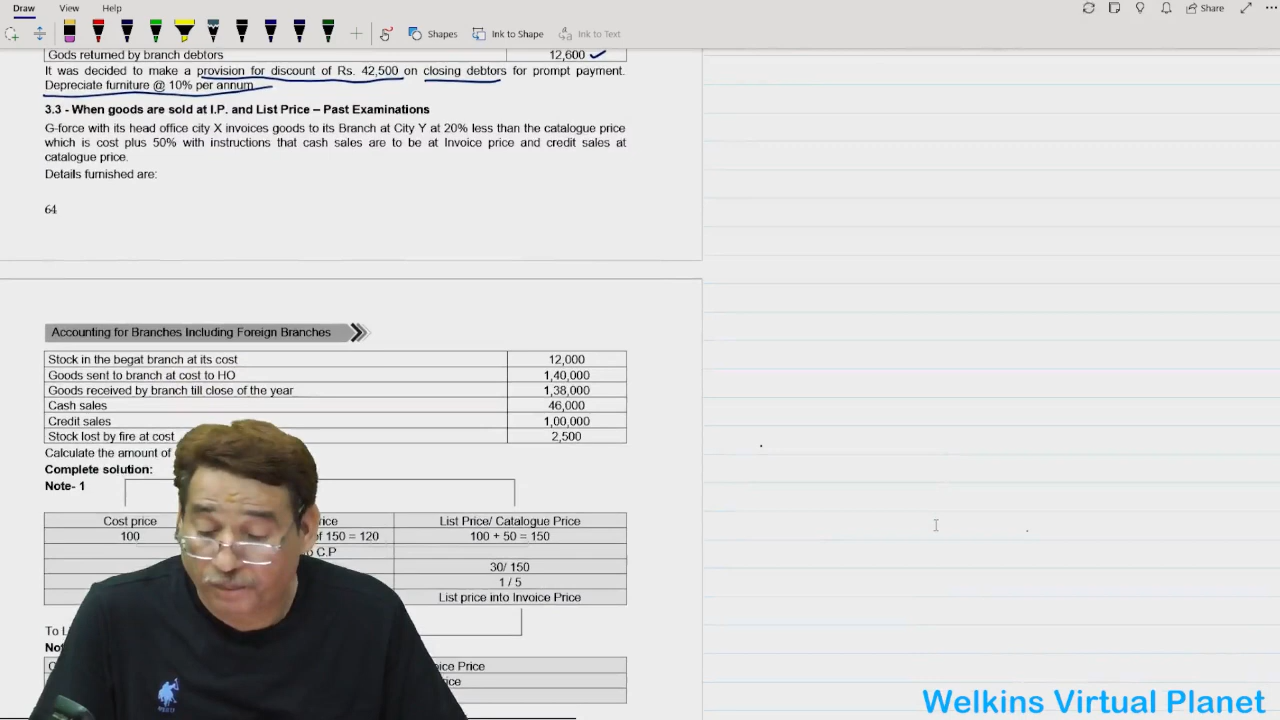 Draw View Help
Share
Shapes Ink to Shape Ink to Text
Gods returned by branch debtors 12,600
It was decided to make a provision for discount of Rs. 42,500 on closing debtors for prompt payment.
Depreciate furniture @ 10% per annum
3.3 - When goods are sold at I.P. and List Price – Past Examinations
G-force with its head office city X invoices goods to its Branch at City Y at 20% less than the catalogue price
which is cost plus 50% with instructions that cash sales are to be at Invoice price and credit sales at
catalogue price.
Details furnished are:
64
Accounting for Branches Including Foreign Branches
Stock in the begat branch at its cost 12,000
Goods sent to branch at cost to HO 1,40,000
Goods received by branch till close of the year 1,38,000
Cash sales 46,000
Credit sales 1,00,000
Stock lost by fire at cost 2,500
Calculate the amount of
Complete solution:
Note- 1
Cost price List Price/ Catalogue Price
100 of 150 = 120 100 + 50 = 150
C.P
30/ 150
1 / 5
List price into Invoice Price
To
Price
Welkins Virtual Planet